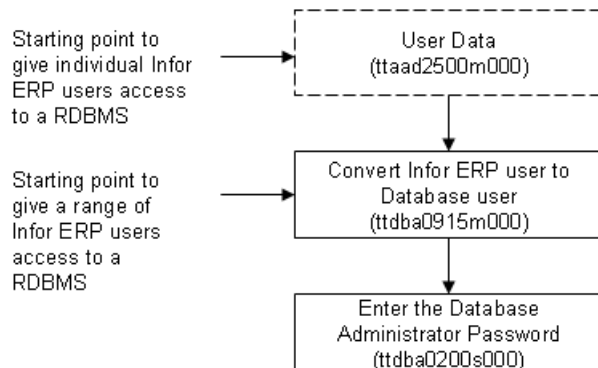 Starting point to
give individual Infor
ERP users access
to a RDBMS
User Data
(ttaad2500m000)
Starting point to
give a range of
Infor ERP users
access to a
RDBMS
Convert Infor ERP user to
Database user
(ttdba0915m000)
Enter the Database
Administrator Password
(ttdba0200s000)